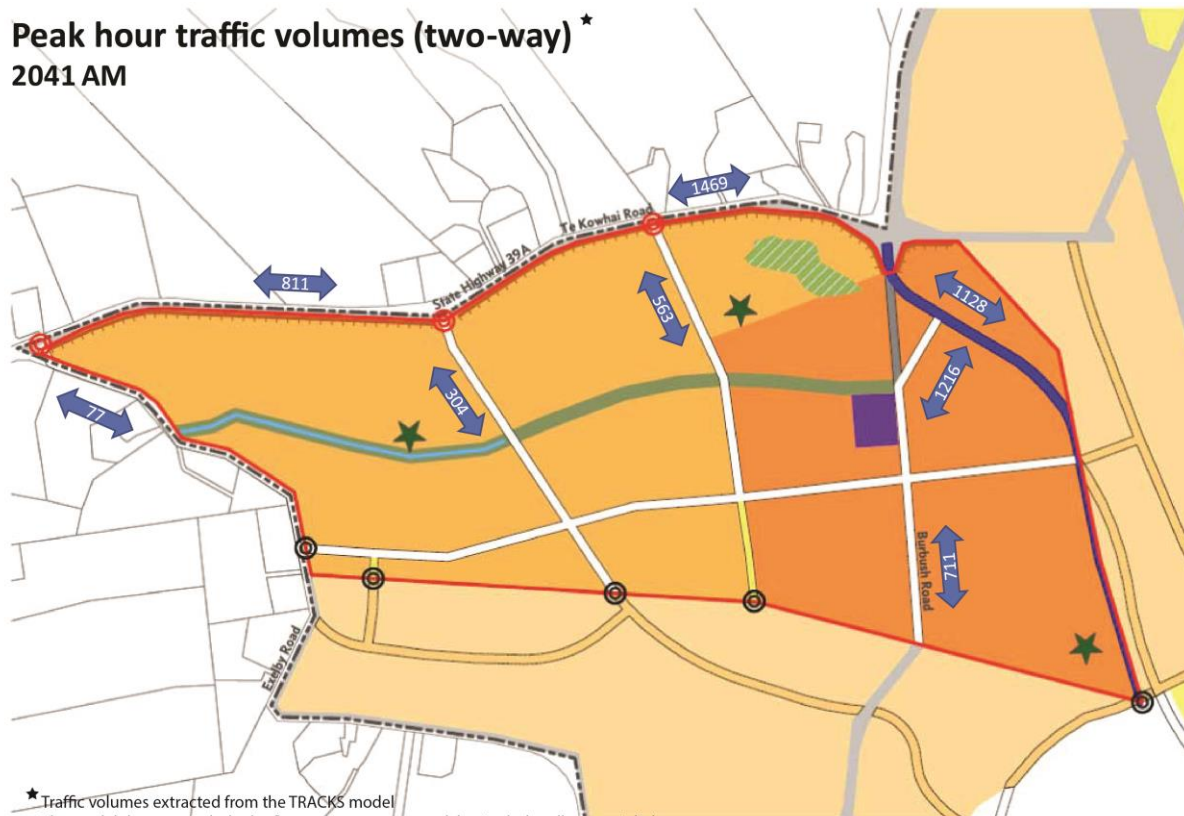 Peak hour traffic volumes (two-way) ★
2041 AM
1469
Te Kowhai Road
State Highway 39A
811
563
1128
1216
304
77
Burbush Road
711
Exelby Road
★ Traffic volumes extracted from the TRACKS model